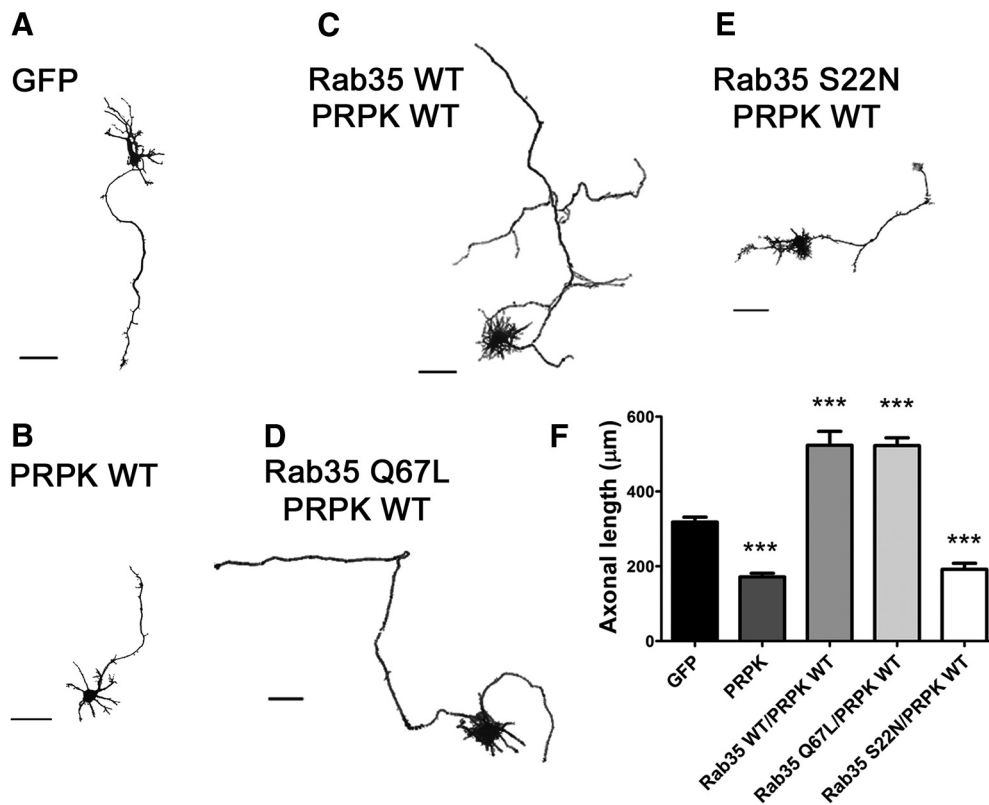 A
GFP
C
Rab35 WT
PRPK WT
E
Rab35 S22N
PRPK WT
B
PRPK WT
D
Rab35 Q67L
PRPK WT
F
Axonal length (μm)
600
400
200
0
***
***
***
***
GFP
PRPK
Rab35 WT/PRPK WT
Rab35 Q67L/PRPK WT
Rab35 S22N/PRPK WT